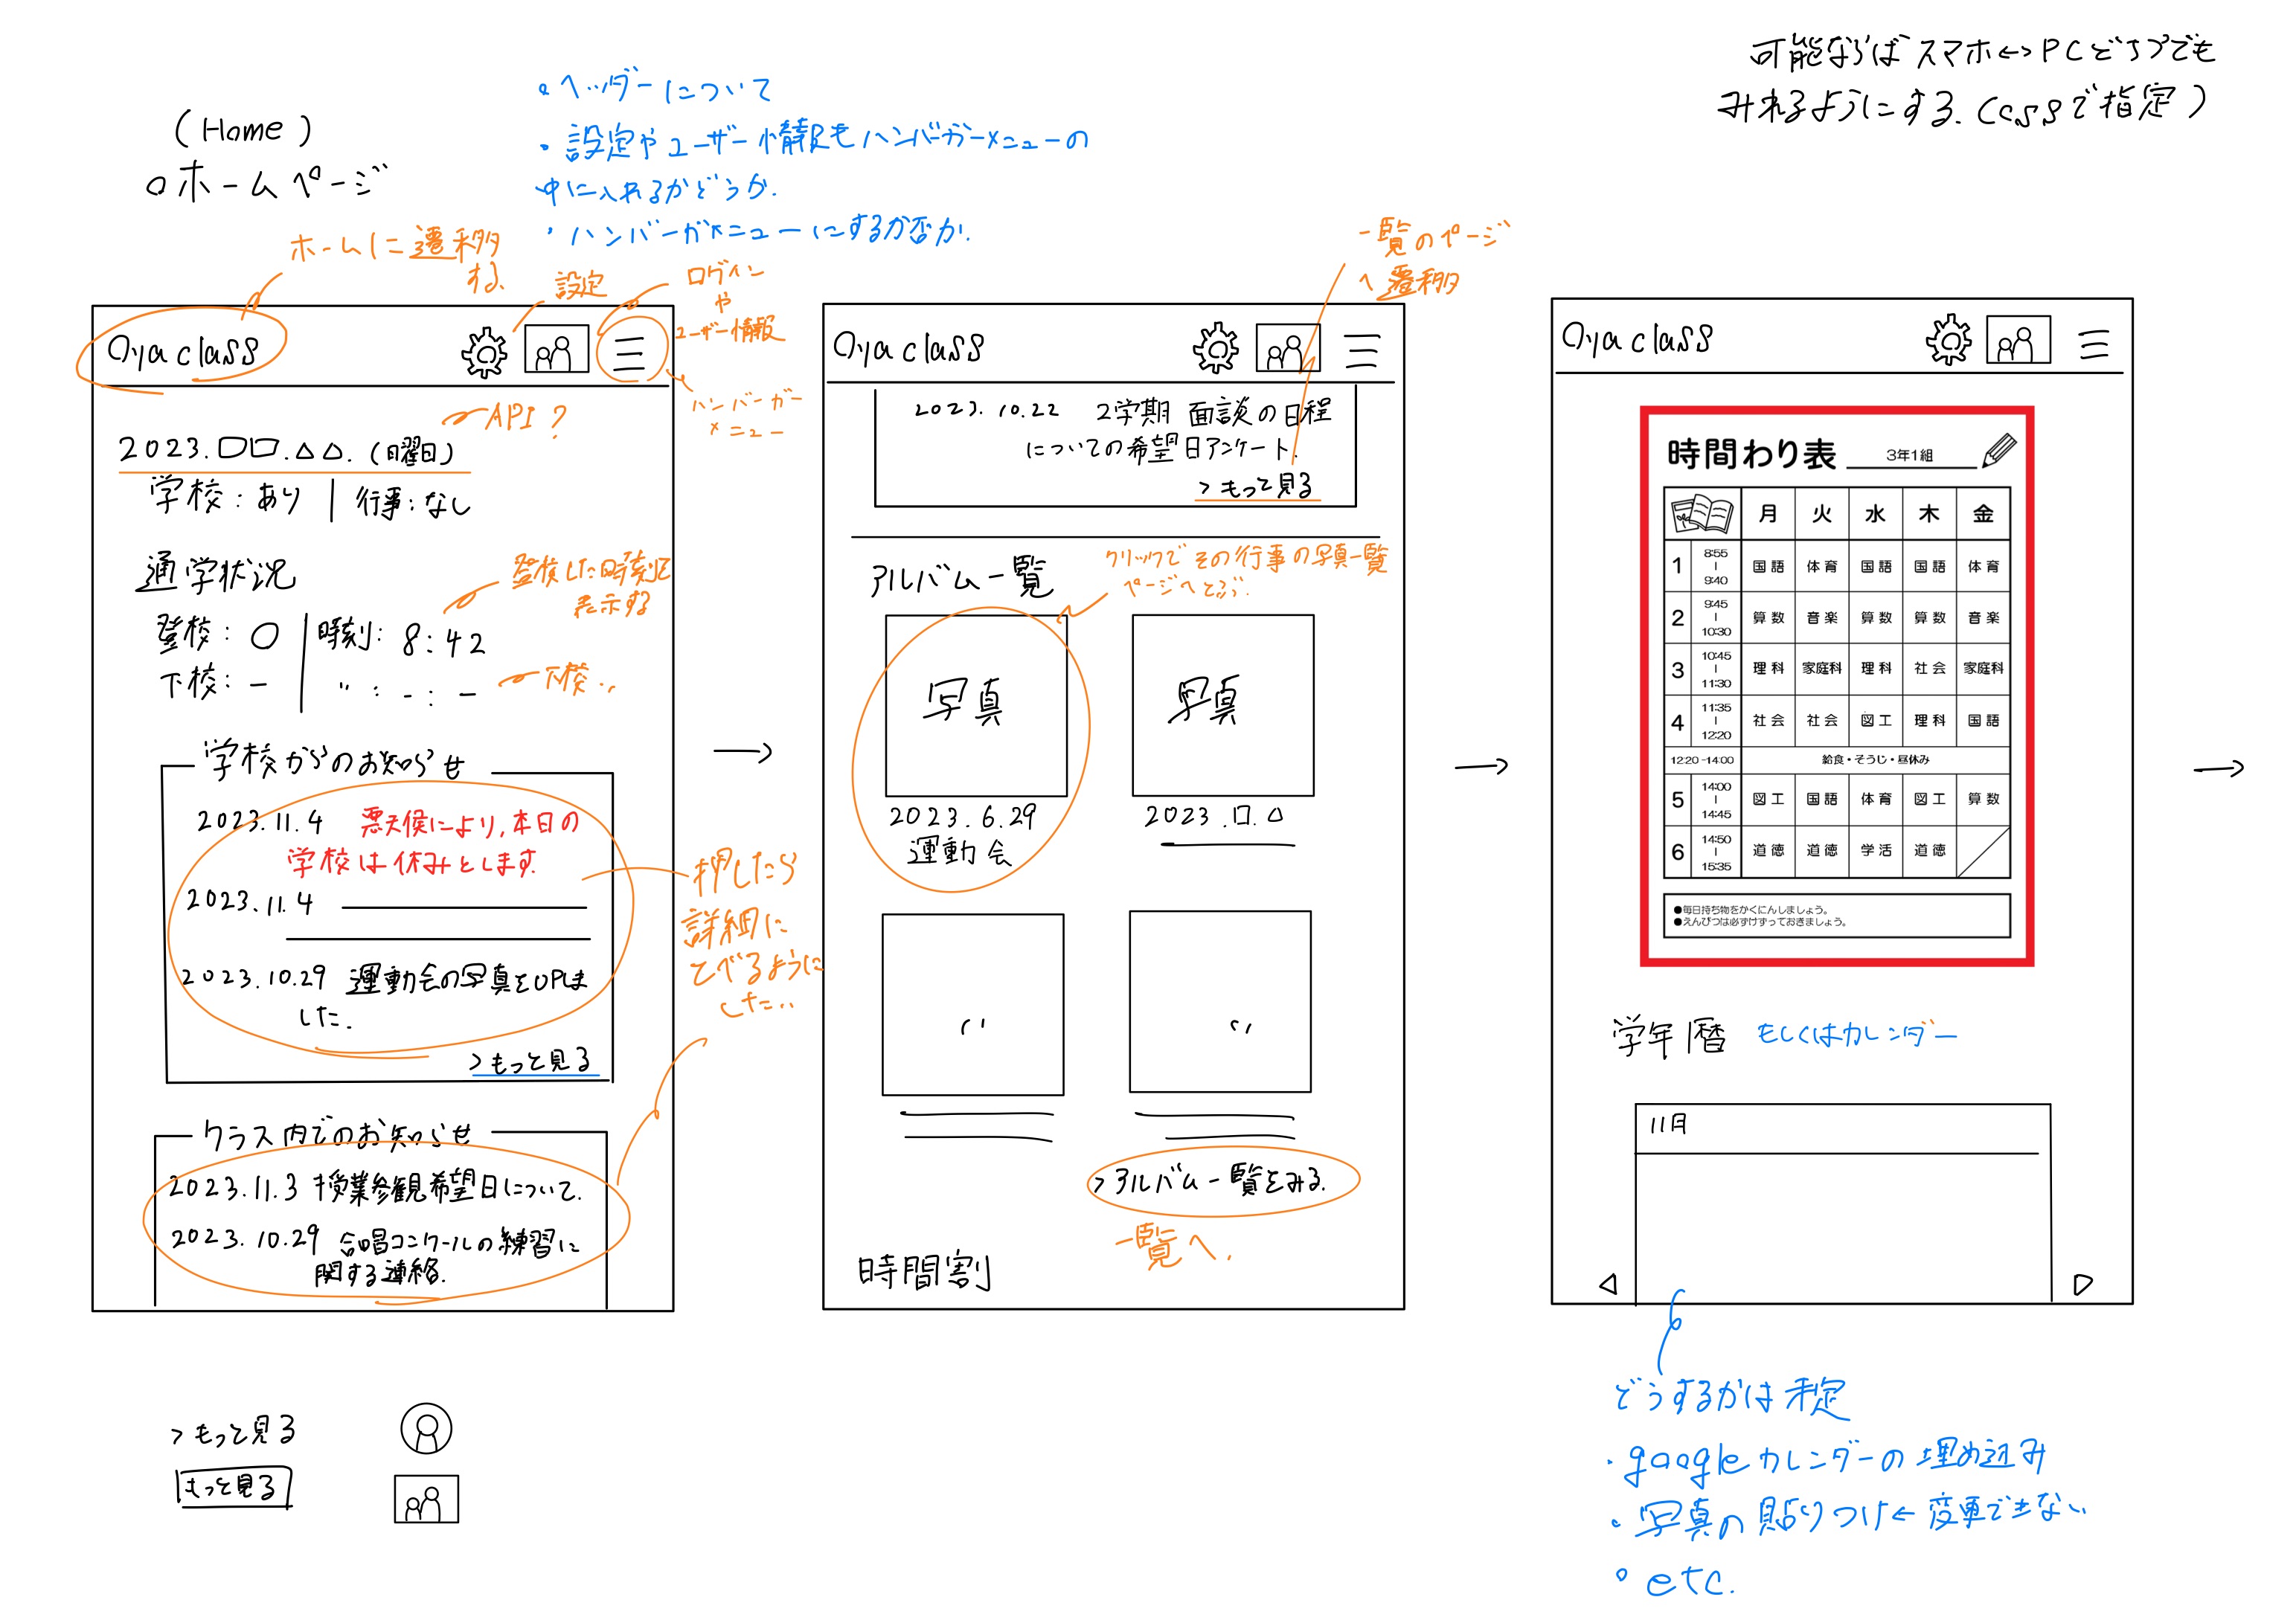 可能ならばスマホ↔PCどっちでも
みれるようにする.(cssで指定)
(Home)
○ホームページ
・ヘッダーについて
・設定やユーザー情報もハンバーガーメニューの
中に入れるかどうか.
・ハンバーガメニューにするか否か.
ホームに遷移
する.
設定
ログイン
や
ユーザー情報
ハンバーガー
メニュー
Oya class
API?
2023.□□.△△.(日曜日)
学校:あり | 行事:なし
通学状況
登校した時刻を
表示する
登校:○ | 時刻:8:42
下校:- | 〃:-:-
下校..
学校からのお知らせ
2023.11.4 悪天候により,本日の
学校は休みとします.
2023.11.4
2023.10.29 運動会の写真をUPしま
した.
>もっと見る
押したら
詳細に
とべるように
したい..
クラス内でのお知らせ
2023.11.3 授業参観希望日について.
2023.10.29 合唱コンクールの練習に
関する連絡.
>もっと見る
もっと見る
一覧のページ
へ遷移
Oya class
2023.10.22 2学期 面談の日程
についての希望日アンケート.
>もっと見る
アルバム一覧
クリックでその行事の写真一覧
ページへとぶ.
写真
写真
2023.6.29
運動会
2023.□.△
>アルバム一覧をみる.
一覧へ.
時間割
Oya class
時間わり表 3年1組
月 火 水 木 金
1 8:55|9:40 国語 体育 国語 国語 体育
2 9:45|10:30 算数 音楽 算数 算数 音楽
3 10:45|11:30 理科 家庭科 理科 社会 家庭科
4 11:35|12:20 社会 社会 図工 理科 国語
12:20-14:00 給食・そうじ・昼休み
5 14:00|14:45 図工 国語 体育 図工 算数
6 14:50|15:35 道徳 道徳 学活 道徳
●毎日持ち物をかくにんしましょう。
●えんぴつは必ずけずっておきましょう。
学年暦 もしくはカレンダー
11月
どうするかは未定
・googleカレンダーの埋め込み
・写真の貼りつけ←変更できない
・etc.